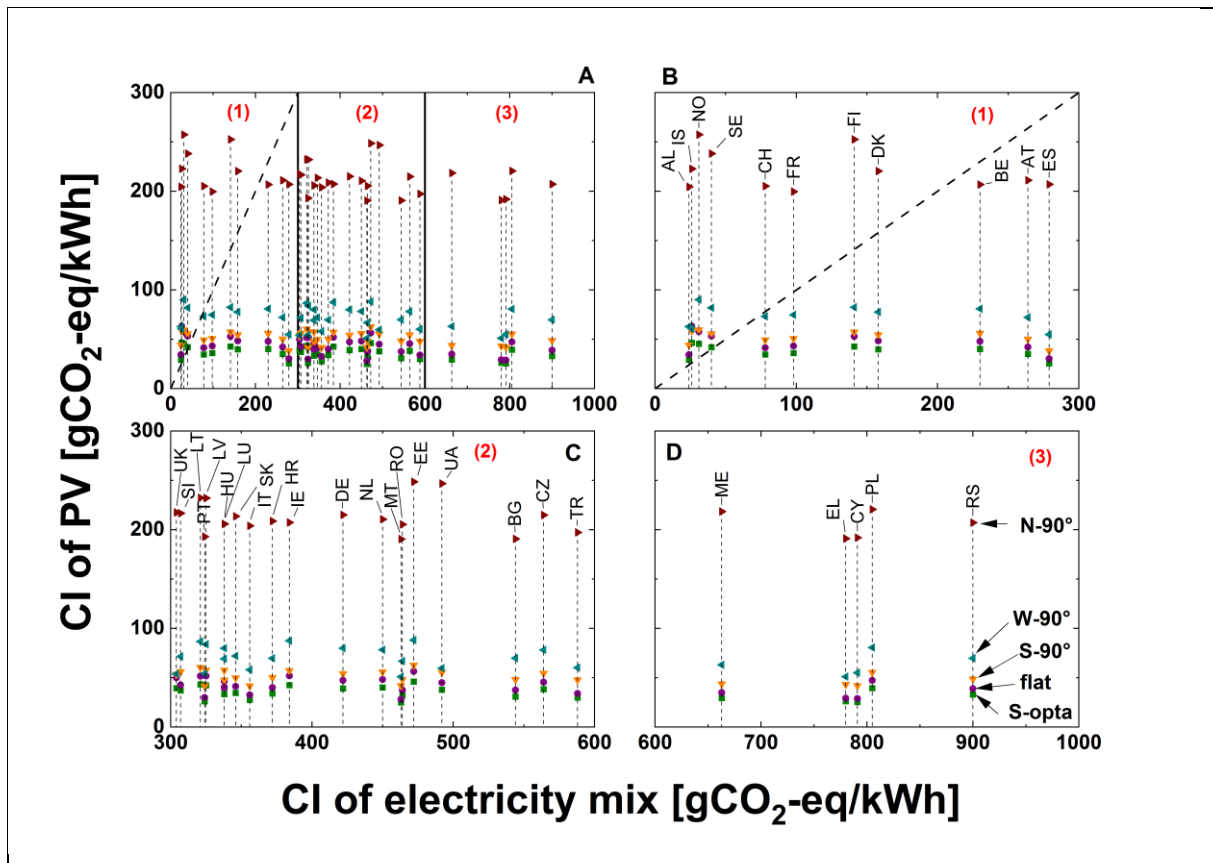 A
B
(1)
(2)
(3)
(1)
AL
IS
NO
SE
CH
FR
FI
DK
BE
AT
ES
300
200
100
0
0
200
400
600
800
1000
0
100
200
300
C
D
(2)
(3)
UK
SI
LT
PT
LV
HU
LU
SK
IT
HR
IE
DE
NL
MT
RO
EE
UA
BG
CZ
TR
ME
EL
CY
PL
RS
N-90°
W-90°
S-90°
flat
S-opta
300
200
100
0
300
400
500
600
600
700
800
900
1000
CI of PV [gCO₂-eq/kWh]
CI of electricity mix [gCO₂-eq/kWh]